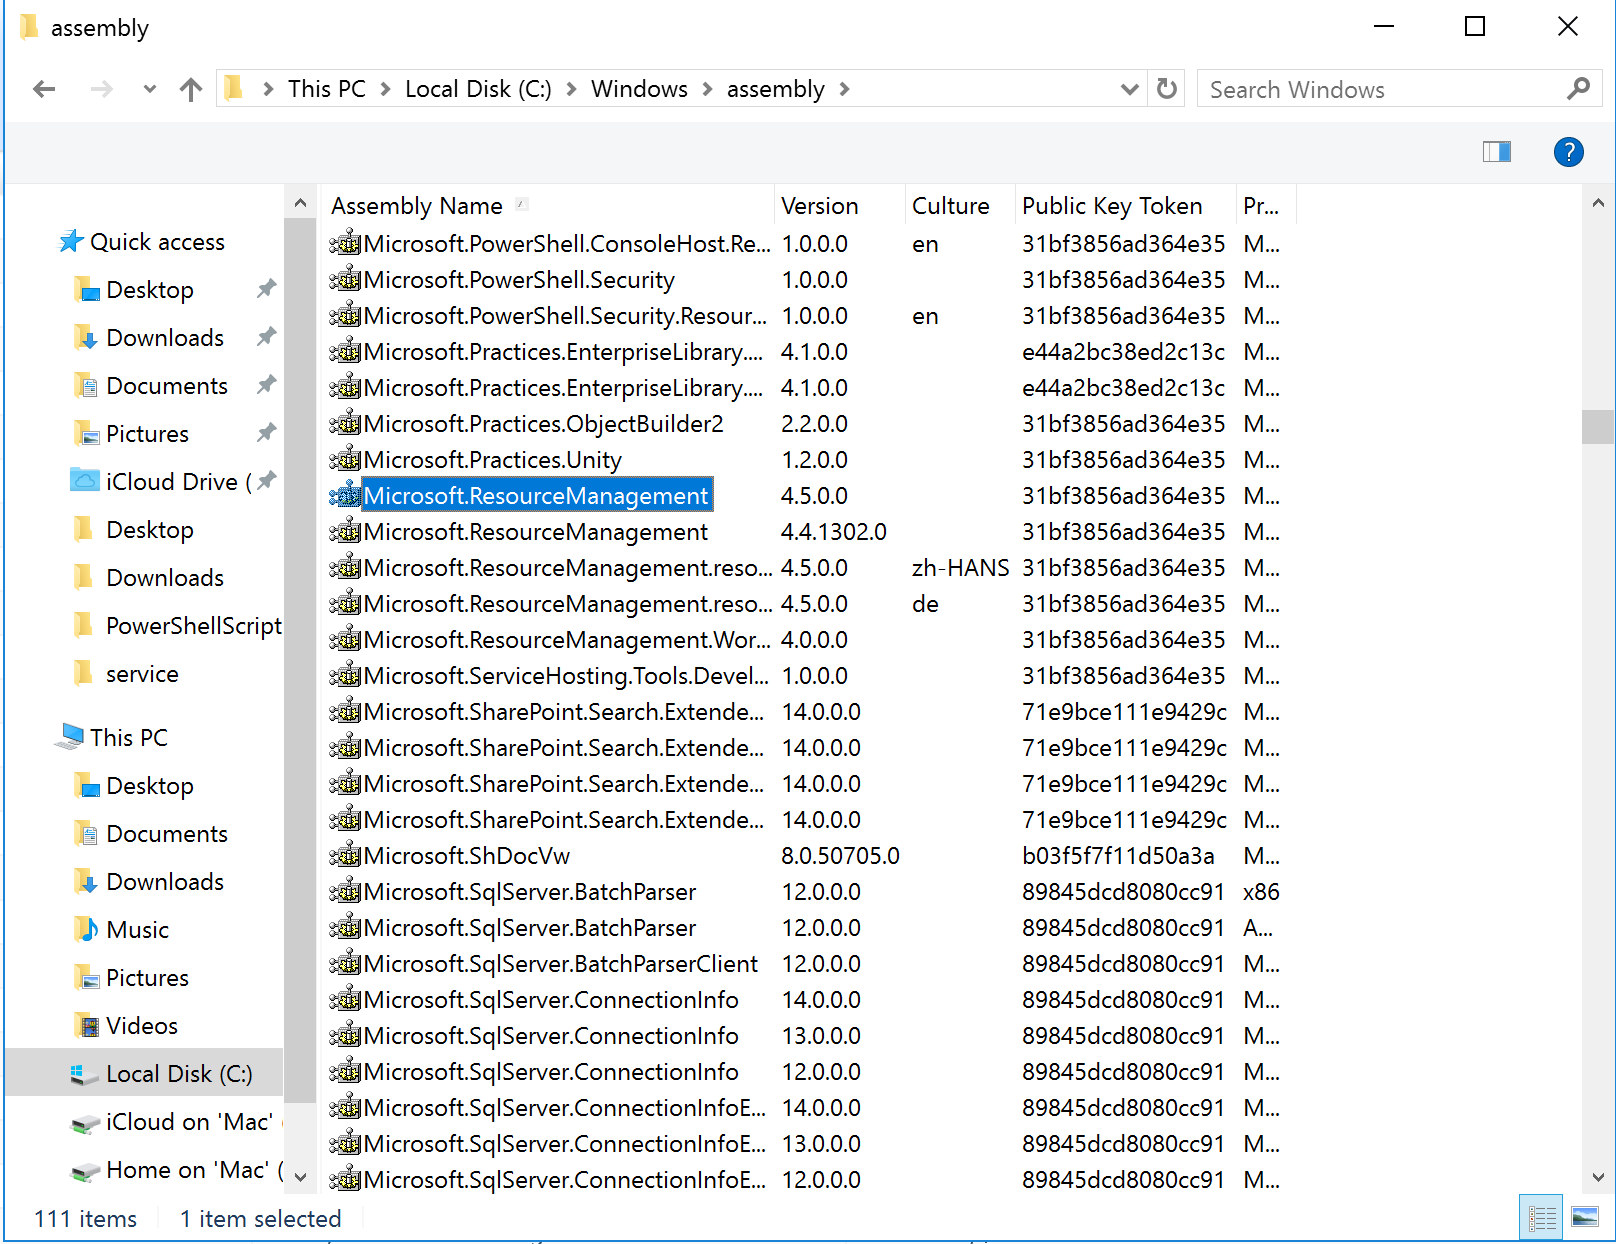 assembly
This PC Local Disk (C:) Windows assembly Search Windows
?
Quick access
Desktop
Downloads
Documents
Pictures
iCloud Drive (
Desktop
Downloads
PowerShellScript
service
This PC
Desktop
Documents
Downloads
Music
Pictures
Videos
Local Disk (C:)
iCloud on 'Mac'
Home on 'Mac' (
Assembly Name Version Culture Public Key Token Pr...
Microsoft.PowerShell.ConsoleHost.Re... 1.0.0.0 en 31bf3856ad364e35 M...
Microsoft.PowerShell.Security 1.0.0.0 31bf3856ad364e35 M...
Microsoft.PowerShell.Security.Resour... 1.0.0.0 en 31bf3856ad364e35 M...
Microsoft.Practices.EnterpriseLibrary.... 4.1.0.0 e44a2bc38ed2c13c M...
Microsoft.Practices.EnterpriseLibrary.... 4.1.0.0 e44a2bc38ed2c13c M...
Microsoft.Practices.ObjectBuilder2 2.2.0.0 31bf3856ad364e35 M...
Microsoft.Practices.Unity 1.2.0.0 31bf3856ad364e35 M...
Microsoft.ResourceManagement 4.5.0.0 31bf3856ad364e35 M...
Microsoft.ResourceManagement 4.4.1302.0 31bf3856ad364e35 M...
Microsoft.ResourceManagement.reso... 4.5.0.0 zh-HANS 31bf3856ad364e35 M...
Microsoft.ResourceManagement.reso... 4.5.0.0 de 31bf3856ad364e35 M...
Microsoft.ResourceManagement.Wor... 4.0.0.0 31bf3856ad364e35 M...
Microsoft.ServiceHosting.Tools.Devel... 1.0.0.0 31bf3856ad364e35 M...
Microsoft.SharePoint.Search.Extende... 14.0.0.0 71e9bce111e9429c M...
Microsoft.SharePoint.Search.Extende... 14.0.0.0 71e9bce111e9429c M...
Microsoft.SharePoint.Search.Extende... 14.0.0.0 71e9bce111e9429c M...
Microsoft.SharePoint.Search.Extende... 14.0.0.0 71e9bce111e9429c M...
Microsoft.ShDocVw 8.0.50705.0 b03f5f7f11d50a3a M...
Microsoft.SqlServer.BatchParser 12.0.0.0 89845dcd8080cc91 x86
Microsoft.SqlServer.BatchParser 12.0.0.0 89845dcd8080cc91 A...
Microsoft.SqlServer.BatchParserClient 12.0.0.0 89845dcd8080cc91 M...
Microsoft.SqlServer.ConnectionInfo 14.0.0.0 89845dcd8080cc91 M...
Microsoft.SqlServer.ConnectionInfo 13.0.0.0 89845dcd8080cc91 M...
Microsoft.SqlServer.ConnectionInfo 12.0.0.0 89845dcd8080cc91 M...
Microsoft.SqlServer.ConnectionInfoE... 14.0.0.0 89845dcd8080cc91 M...
Microsoft.SqlServer.ConnectionInfoE... 13.0.0.0 89845dcd8080cc91 M...
Microsoft.SqlServer.ConnectionInfoE... 12.0.0.0 89845dcd8080cc91 M...
111 items 1 item selected